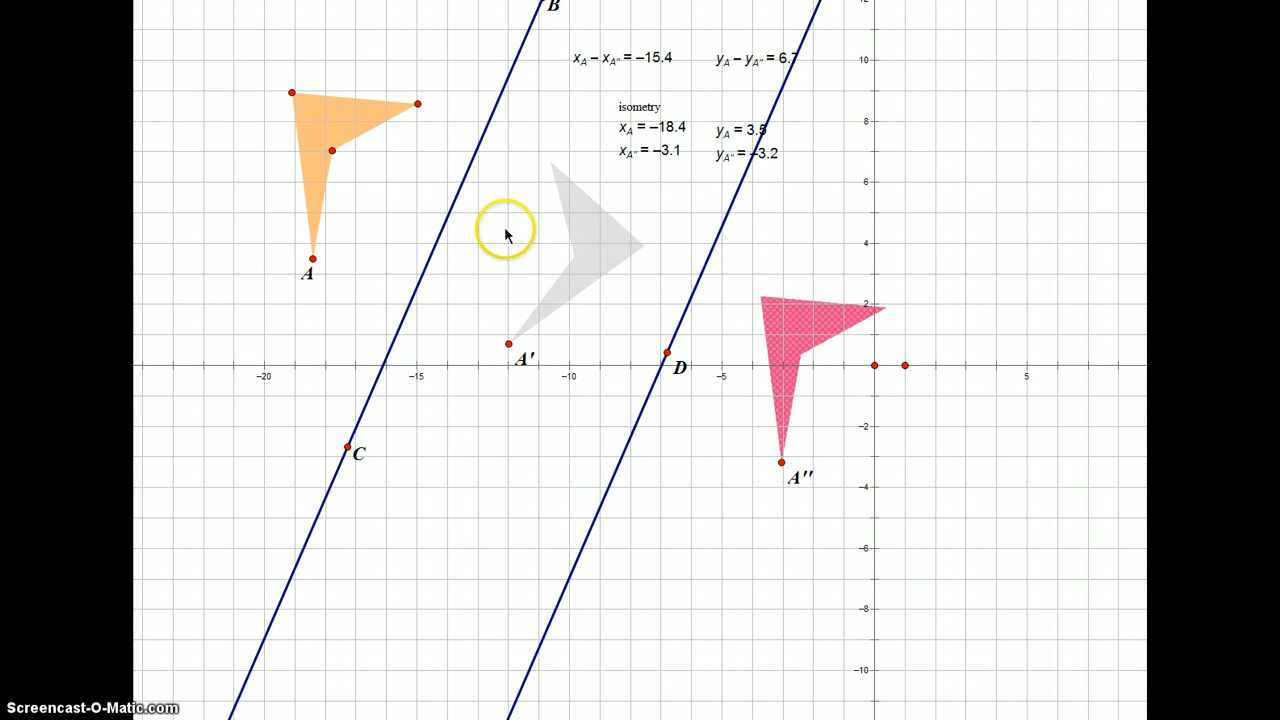 B
12
x_A – x_A'' = –15.4 y_A – y_A'' = 6.7
10
isometry
x_A = –18.4 y_A = 3.5
x_A'' = –3.1 y_A'' = –3.2
8
6
4
A
2
A'
D
–20 –15 –10 –5 5
–2
C
A''
–4
–6
–8
–10
Screencast-O-Matic.com